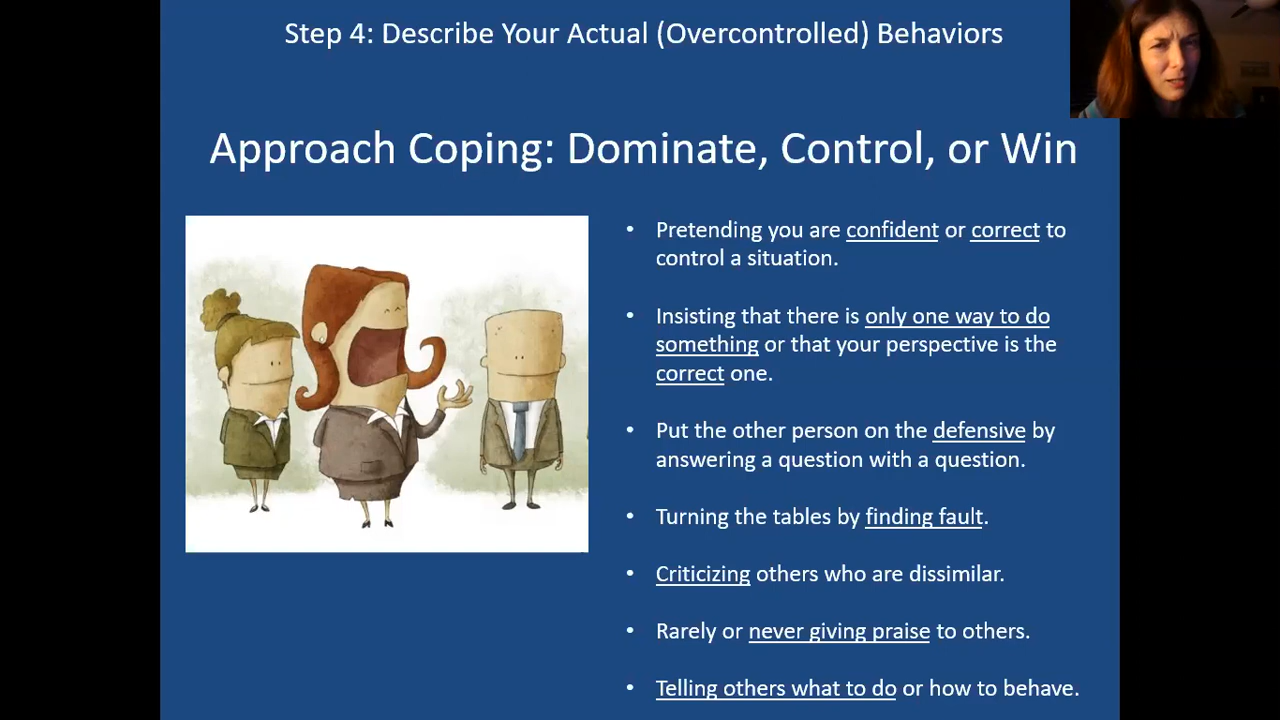 Step 4: Describe Your Actual (Overcontrolled) Behaviors
Approach Coping: Dominate, Control, or Win
• Pretending you are confident or correct to
control a situation.
• Insisting that there is only one way to do
something or that your perspective is the
correct one.
• Put the other person on the defensive by
answering a question with a question.
• Turning the tables by finding fault.
• Criticizing others who are dissimilar.
• Rarely or never giving praise to others.
• Telling others what to do or how to behave.